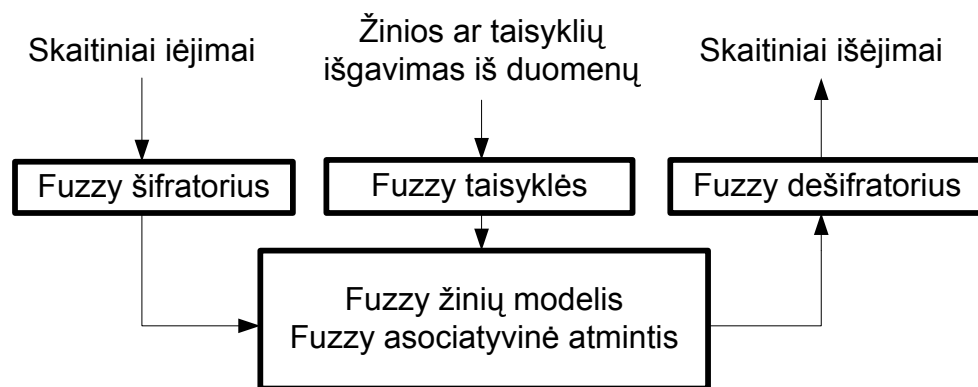 Skaitiniai iėjimai
Žinios ar taisyklių
išgavimas iš duomenų
Skaitiniai išėjimai
Fuzzy šifratorius
Fuzzy taisyklės
Fuzzy dešifratorius
Fuzzy žinių modelis
Fuzzy asociatyvinė atmintis